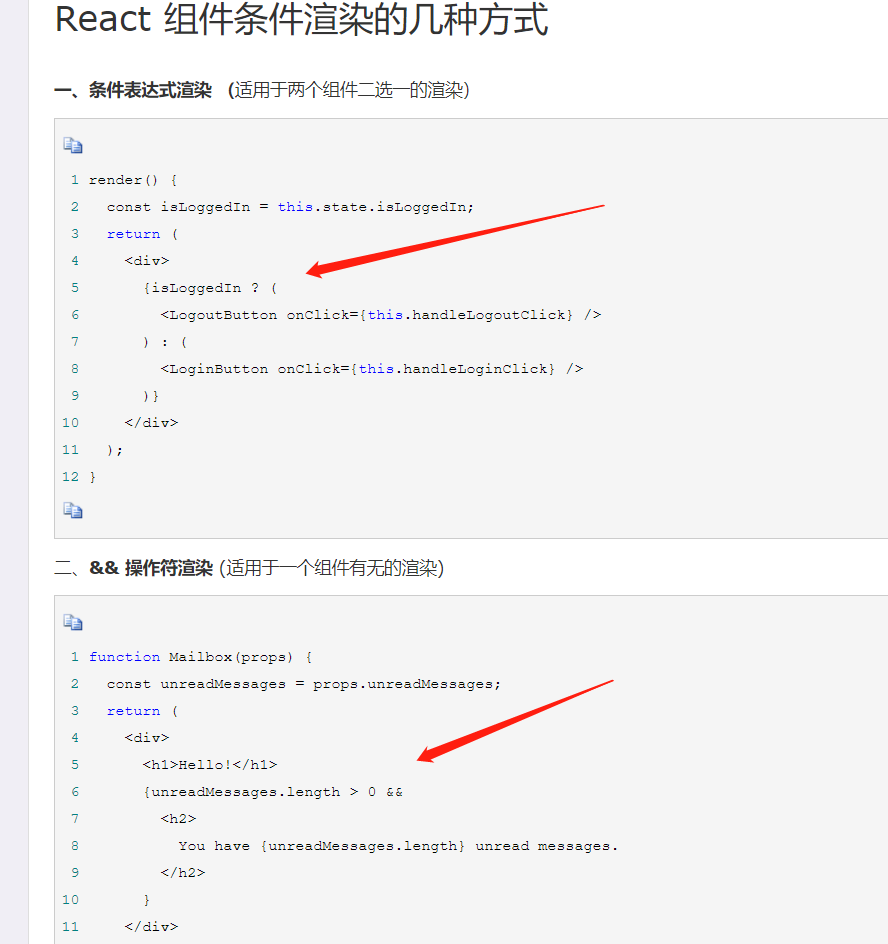 React 组件条件渲染的几种方式
一、条件表达式渲染 (适用于两个组件二选一的渲染)
1 render() {
2   const isLoggedIn = this.state.isLoggedIn;
3   return (
4     <div>
5       {isLoggedIn ? (
6         <LogoutButton onClick={this.handleLogoutClick} />
7       ) : (
8         <LoginButton onClick={this.handleLoginClick} />
9       )}
10     </div>
11   );
12 }
二、&& 操作符渲染 (适用于一个组件有无的渲染)
1 function Mailbox(props) {
2   const unreadMessages = props.unreadMessages;
3   return (
4     <div>
5       <h1>Hello!</h1>
6       {unreadMessages.length > 0 &&
7         <h2>
8           You have {unreadMessages.length} unread messages.
9         </h2>
10       }
11     </div>